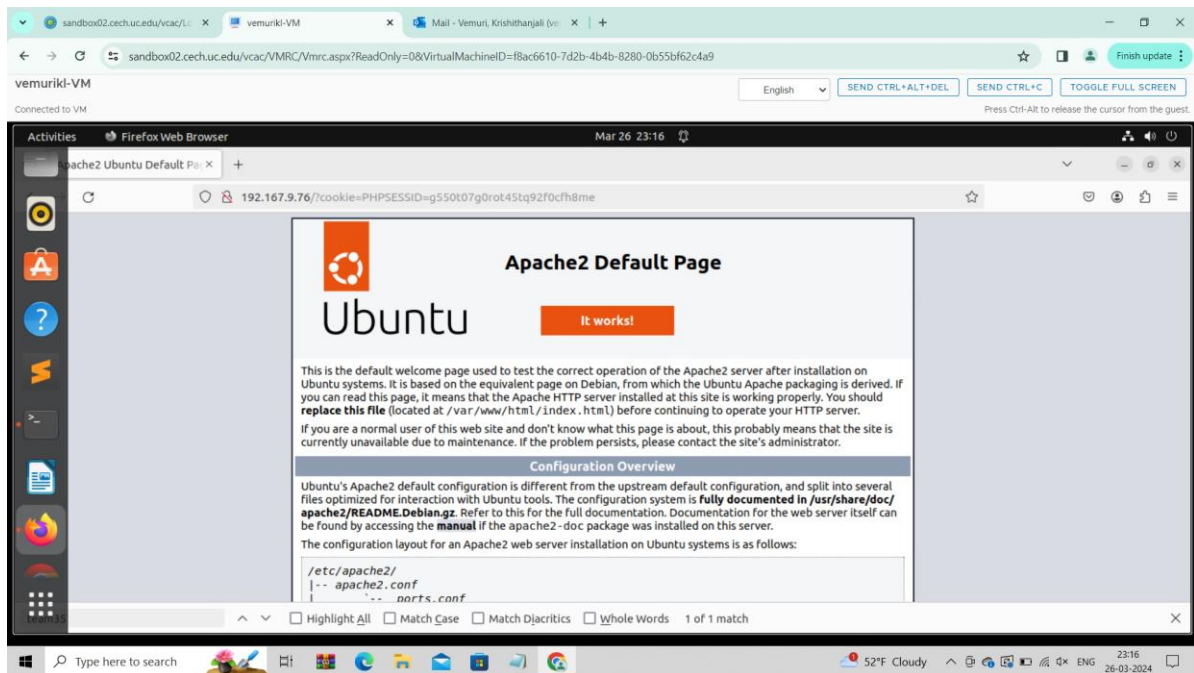 sandbox02.cech.uc.edu/vcac/Lo
vemurikl-VM
Mail - Vemuri, Krishithanjali (ve
sandbox02.cech.uc.edu/vcac/VMRC/Vmrc.aspx?ReadOnly=0&VirtualMachineID=f8ac6610-7d2b-4b4b-8280-0b55bf62c4a9
Finish update
vemurikl-VM
English
SEND CTRL+ALT+DEL
SEND CTRL+C
TOGGLE FULL SCREEN
Connected to VM
Press Ctrl-Alt to release the cursor from the guest.
Activities
Firefox Web Browser
Mar 26 23:16
Apache2 Ubuntu Default Pa
192.167.9.76/?cookie=PHPSESSID=g550t07g0rot45tq92f0cfh8me
Apache2 Default Page
Ubuntu
It works!
This is the default welcome page used to test the correct operation of the Apache2 server after installation on
Ubuntu systems. It is based on the equivalent page on Debian, from which the Ubuntu Apache packaging is derived. If
you can read this page, it means that the Apache HTTP server installed at this site is working properly. You should
replace this file (located at /var/www/html/index.html) before continuing to operate your HTTP server.
If you are a normal user of this web site and don't know what this page is about, this probably means that the site is
currently unavailable due to maintenance. If the problem persists, please contact the site's administrator.
Configuration Overview
Ubuntu's Apache2 default configuration is different from the upstream default configuration, and split into several
files optimized for interaction with Ubuntu tools. The configuration system is fully documented in /usr/share/doc/
apache2/README.Debian.gz. Refer to this for the full documentation. Documentation for the web server itself can
be found by accessing the manual if the apache2-doc package was installed on this server.
The configuration layout for an Apache2 web server installation on Ubuntu systems is as follows:
/etc/apache2/
|-- apache2.conf
|       `--  ports.conf
team35
Highlight All
Match Case
Match Diacritics
Whole Words
1 of 1 match
Type here to search
52°F Cloudy
ENG
23:16
26-03-2024